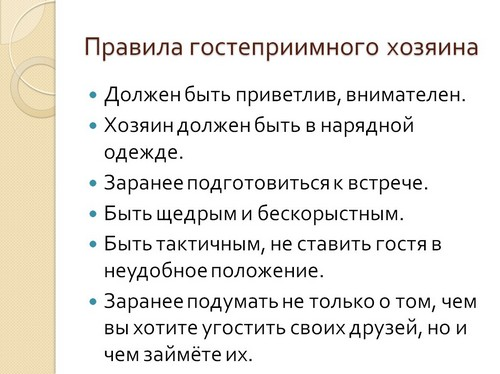 Правила гостеприимного хозяина
Должен быть приветлив, внимателен.
Хозяин должен быть в нарядной
одежде.
Заранее подготовиться к встрече.
Быть щедрым и бескорыстным.
Быть тактичным, не ставить гостя в
неудобное положение.
Заранее подумать не только о том, чем
вы хотите угостить своих друзей, но и
чем займёте их.